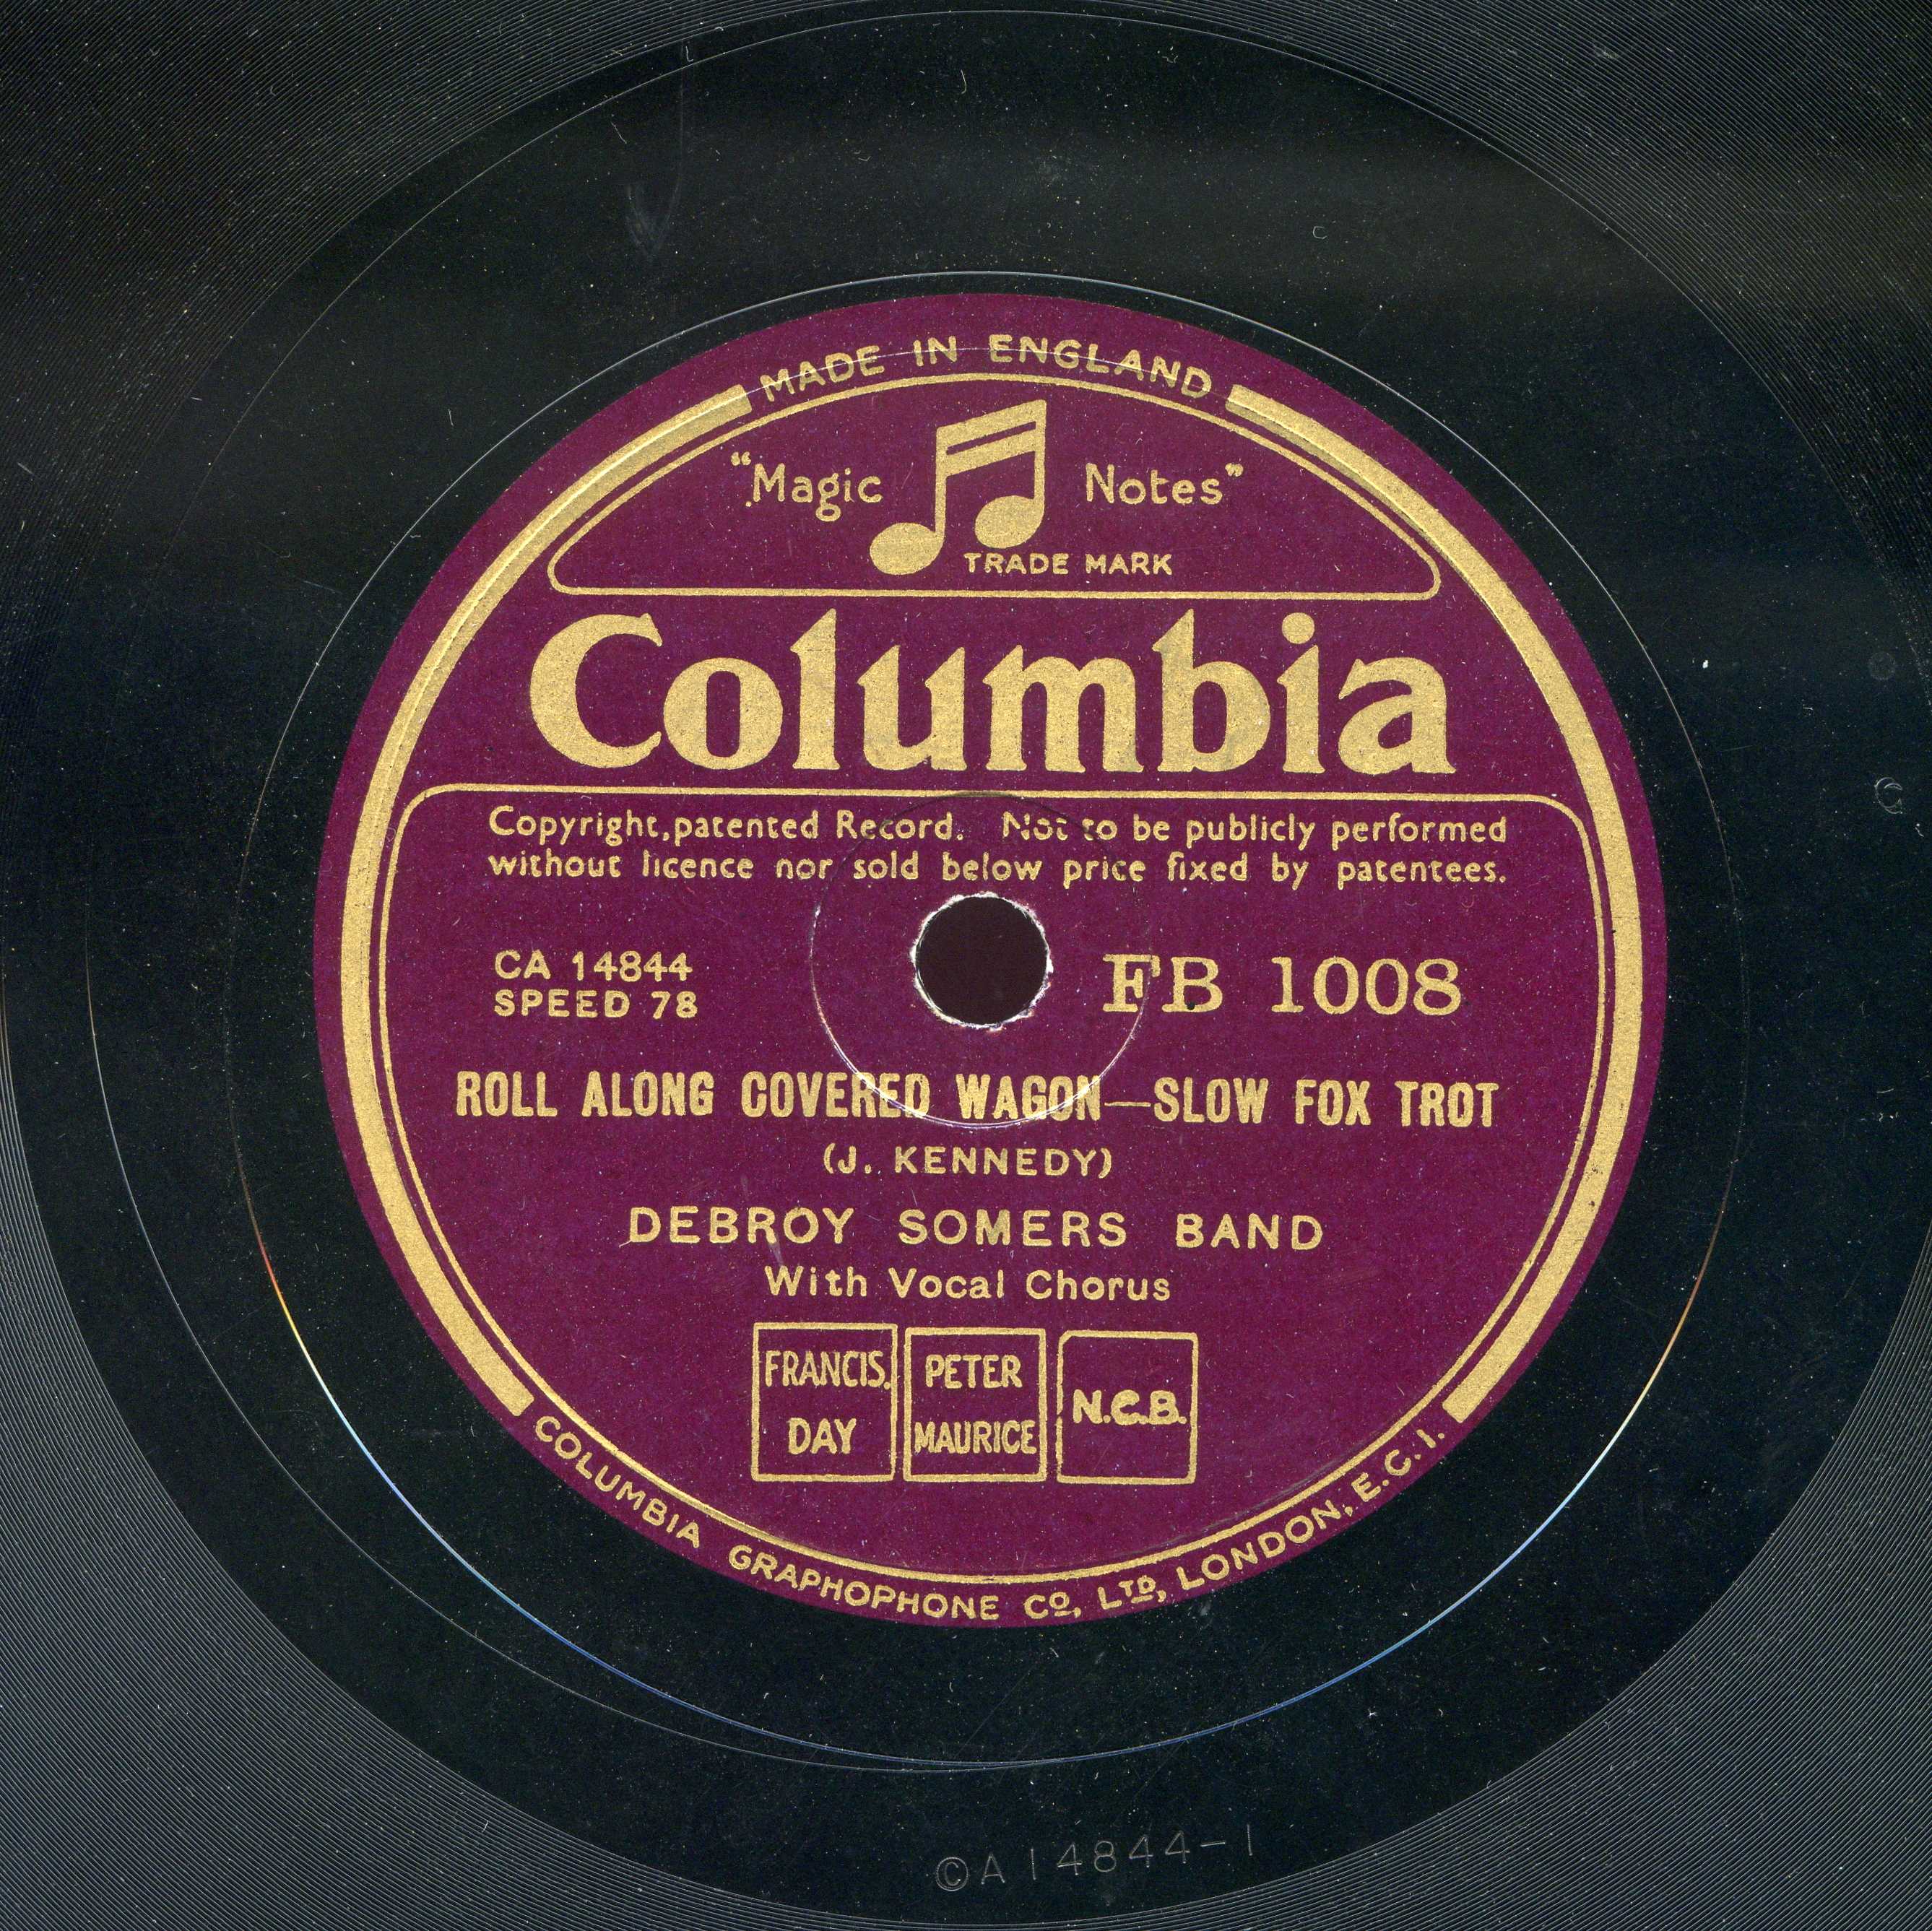 MADE IN ENGLAND
"Magic Notes"
TRADE MARK
Columbia
Copyright, patented Record. Not to be publicly performed
without licence nor sold below price fixed by patentees.
CA 14844
SPEED 78
FB 1008
ROLL ALONG COVERED WAGON—SLOW FOX TROT
(J. KENNEDY)
DEBROY SOMERS BAND
With Vocal Chorus
FRANCIS, DAY
PETER MAURICE
N.C.B.
COLUMBIA GRAPHOPHONE CO, LTD, LONDON, E.C.1.
CA14844-1